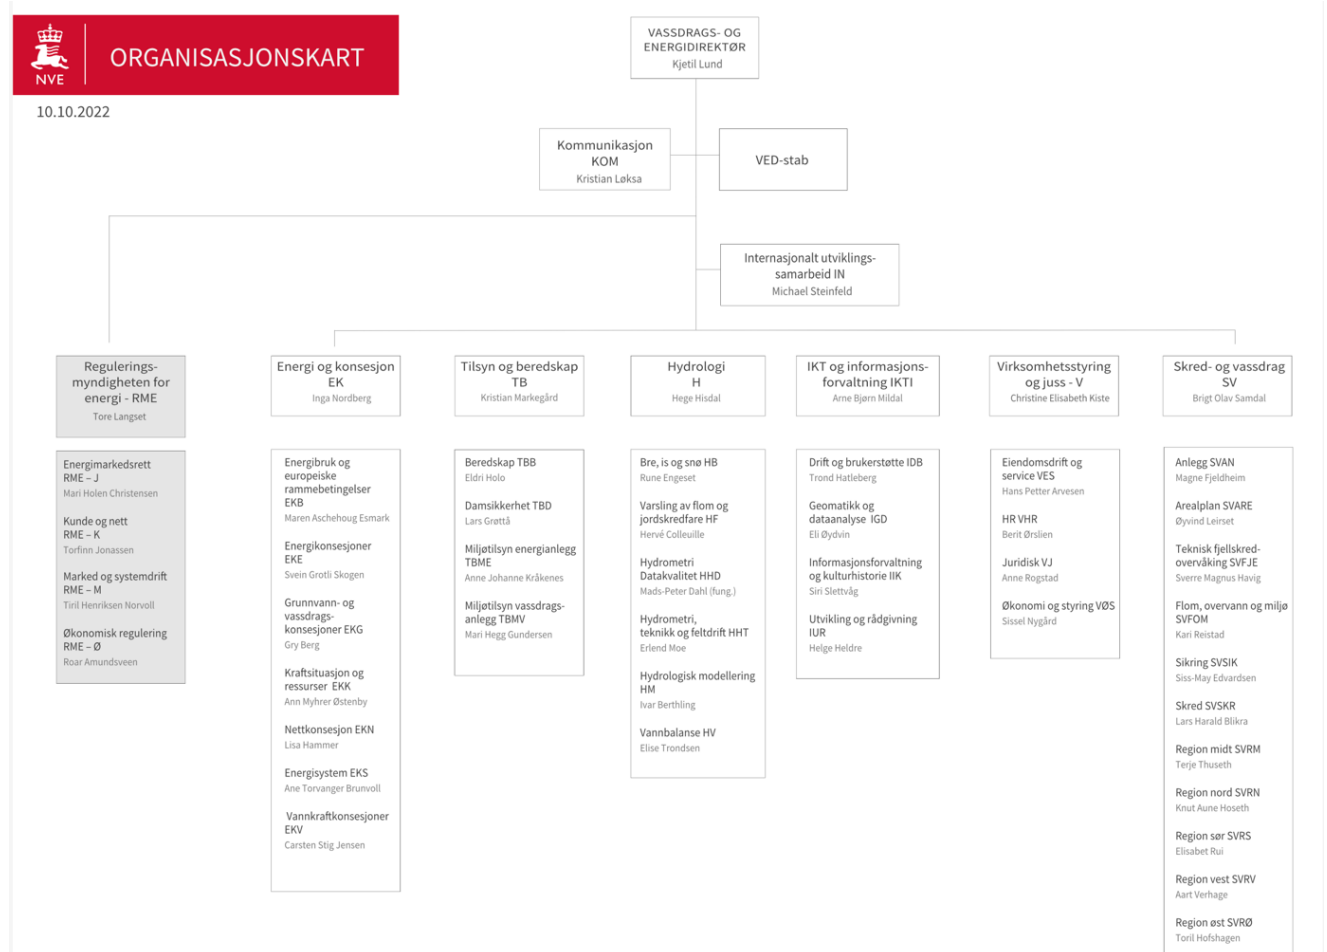 NVE
ORGANISASJONSKART
10.10.2022
VASSDRAGS- OG
ENERGIDIREKTØR
Kjetil Lund
Kommunikasjon
KOM
Kristian Løksa
VED-stab
Internasjonalt utviklings-
samarbeid IN
Michael Steinfeld
Regulerings-
myndigheten for
energi - RME
Tore Langset
Energimarkedsrett
RME – J
Mari Holen Christensen
Kunde og nett
RME – K
Torfinn Jonassen
Marked og systemdrift
RME – M
Tiril Henriksen Norvoll
Økonomisk regulering
RME – Ø
Roar Amundsveen
Energi og konsesjon
EK
Inga Nordberg
Energibruk og
europeiske
rammebetingelser
EKB
Maren Aschehoug Esmark
Energikonsesjoner
EKE
Svein Grotli Skogen
Grunnvann- og
vassdrags-
konsesjoner EKG
Gry Berg
Kraftsituasjon og
ressurser EKK
Ann Myhrer Østenby
Nettkonsesjon EKN
Lisa Hammer
Energisystem EKS
Ane Torvanger Brunvoll
Vannkraftkonsesjoner
EKV
Carsten Stig Jensen
Tilsyn og beredskap
TB
Kristian Markegård
Beredskap TBB
Eldri Holo
Damsikkerhet TBD
Lars Grøttå
Miljøtilsyn energianlegg
TBME
Anne Johanne Kråkenes
Miljøtilsyn vassdrags-
anlegg TBMV
Mari Hegg Gundersen
Hydrologi
H
Hege Hisdal
Bre, is og snø HB
Rune Engeset
Varsling av flom og
jordskredfare HF
Hervé Colleuille
Hydrometri
Datakvalitet HHD
Mads-Peter Dahl (fung.)
Hydrometri,
teknikk og feltdrift HHT
Erlend Moe
Hydrologisk modellering
HM
Ivar Berthling
Vannbalanse HV
Elise Trondsen
IKT og informasjons-
forvaltning IKTI
Arne Bjørn Mildal
Drift og brukerstøtte IDB
Trond Hatleberg
Geomatikk og
dataanalyse IGD
Eli Øydvin
Informasjonsforvaltning
og kulturhistorie IIK
Siri Slettvåg
Utvikling og rådgivning
IUR
Helge Heldre
Virksomhetsstyring
og juss - V
Christine Elisabeth Kiste
Eiendomsdrift og
service VES
Hans Petter Arvesen
HR VHR
Berit Ørslien
Juridisk VJ
Anne Rogstad
Økonomi og styring VØS
Sissel Nygård
Skred- og vassdrag
SV
Brigt Olav Samdal
Anlegg SVAN
Magne Fjeldheim
Arealplan SVARE
Øyvind Leirset
Teknisk fjellskred-
overvåking SVFJE
Sverre Magnus Havig
Flom, overvann og miljø
SVFOM
Kari Reistad
Sikring SVSIK
Siss-May Edvardsen
Skred SVSKR
Lars Harald Blikra
Region midt SVRM
Terje Thuseth
Region nord SVRN
Knut Aune Hoseth
Region sør SVRS
Elisabet Rui
Region vest SVRV
Aart Verhage
Region øst SVRØ
Toril Hofshagen